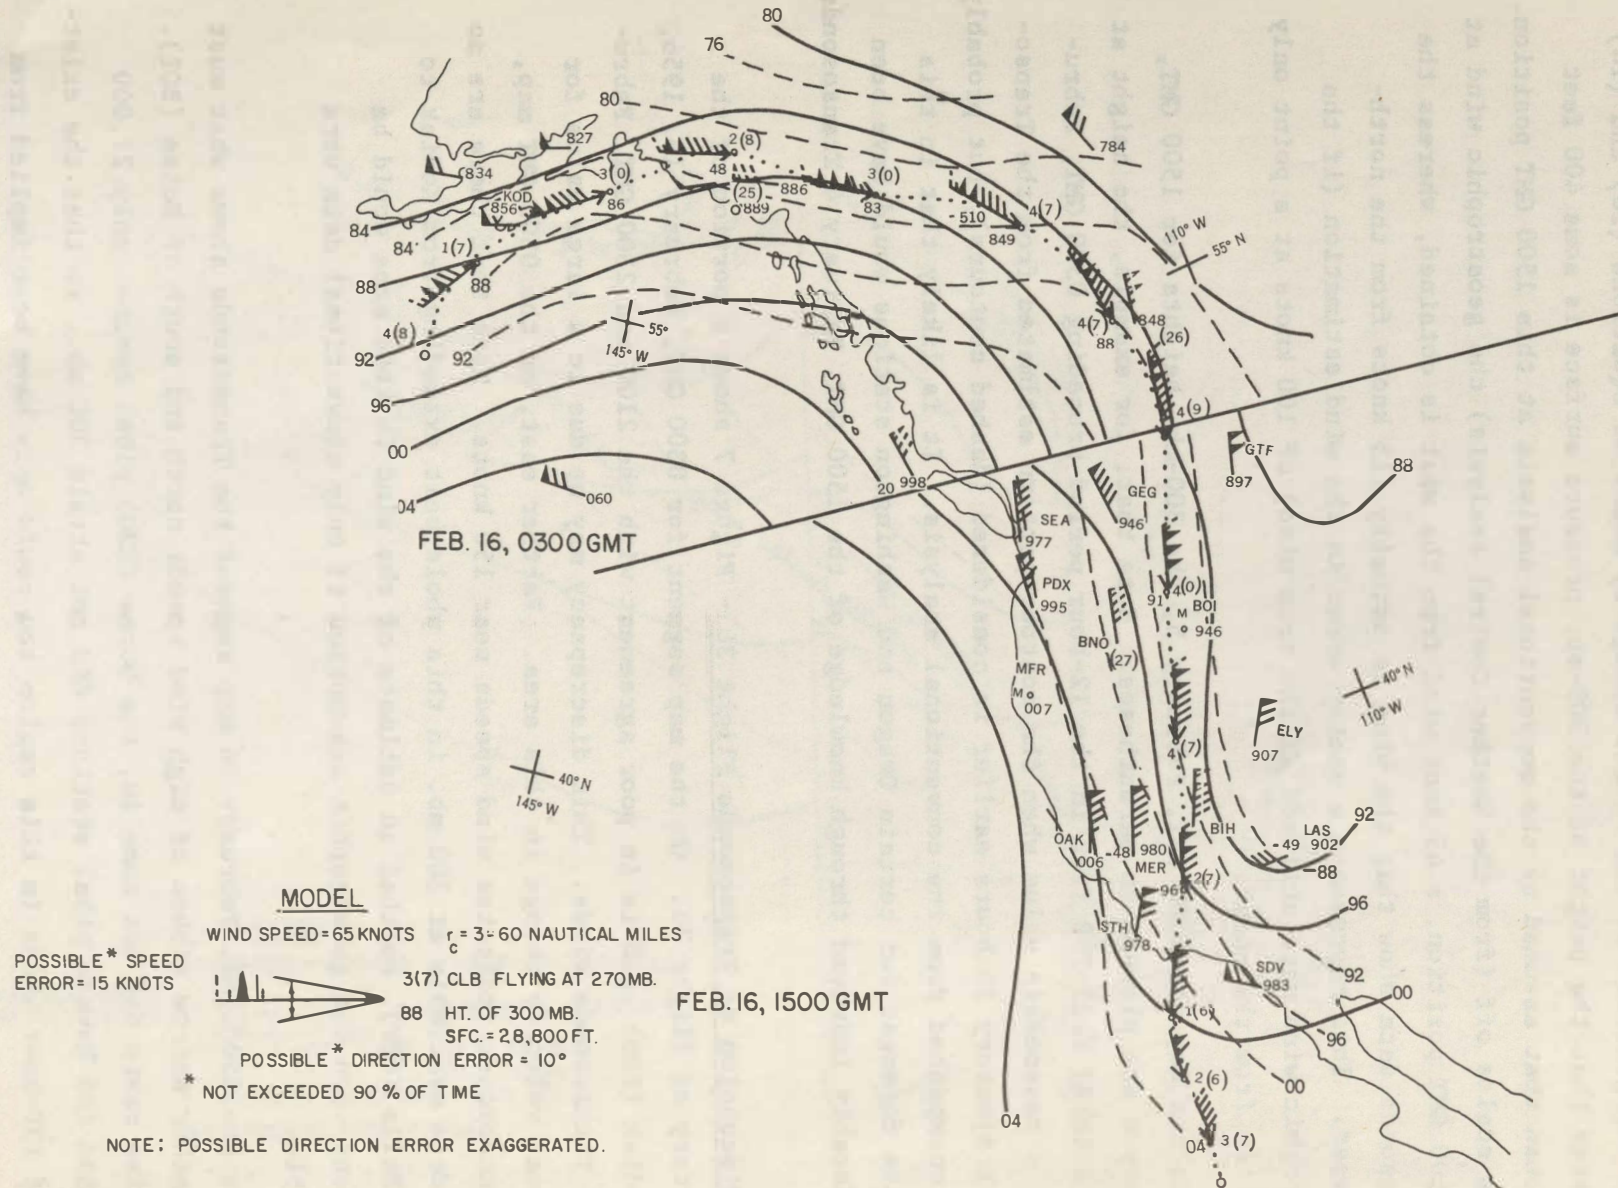 80
76
80
784
827
2(8)
834
3(0)
48
KOD
856
86
(25)
889
886
3(0)
83
-510
4(7)
849
110° W
55° N
84
84
1(7)
88
88
4(8)
92
92
55°
145° W
4(7)
88
848
(26)
96
00
4(9)
04
060
20
998
GTF
897
88
FEB. 16, 0300 GMT
GEG
946
SEA
977
PDX
995
91
4(0)
M
BOI
946
BNO
(27)
MFR
M
007
4(7)
40° N
110° W
ELY
907
40° N
145° W
OAK
006
-48
980
MER
BIH
-49
LAS
902
92
88
96
2(7)
96
STH
978
SDV
983
92
00
1(6)
96
2(6)
00
04
04
3(7)
MODEL
WIND SPEED = 65 KNOTS
r = 3-60 NAUTICAL MILES
c
POSSIBLE* SPEED
ERROR = 15 KNOTS
3(7) CLB FLYING AT 270MB.
88 HT. OF 300 MB.
SFC. = 28,800 FT.
POSSIBLE* DIRECTION ERROR = 10°
* NOT EXCEEDED 90 % OF TIME
FEB. 16, 1500 GMT
NOTE: POSSIBLE DIRECTION ERROR EXAGGERATED.